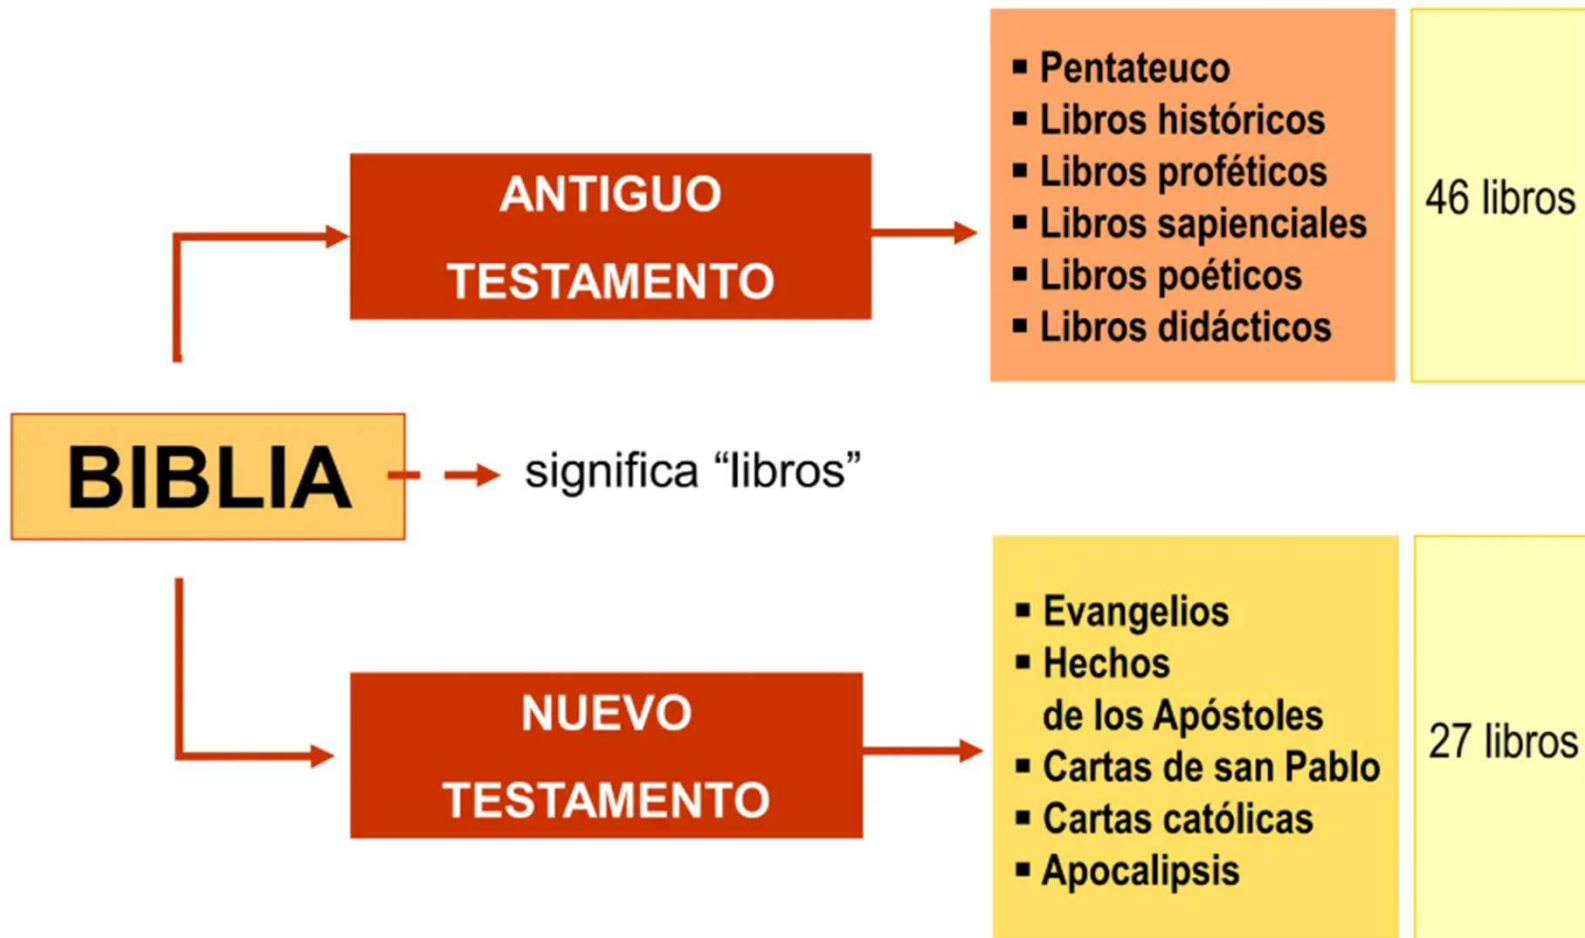 ANTIGUO
TESTAMENTO
▪ Pentateuco
▪ Libros históricos
▪ Libros proféticos
▪ Libros sapienciales
▪ Libros poéticos
▪ Libros didácticos
46 libros
BIBLIA
significa “libros”
NUEVO
TESTAMENTO
▪ Evangelios
▪ Hechos
de los Apóstoles
▪ Cartas de san Pablo
▪ Cartas católicas
▪ Apocalipsis
27 libros